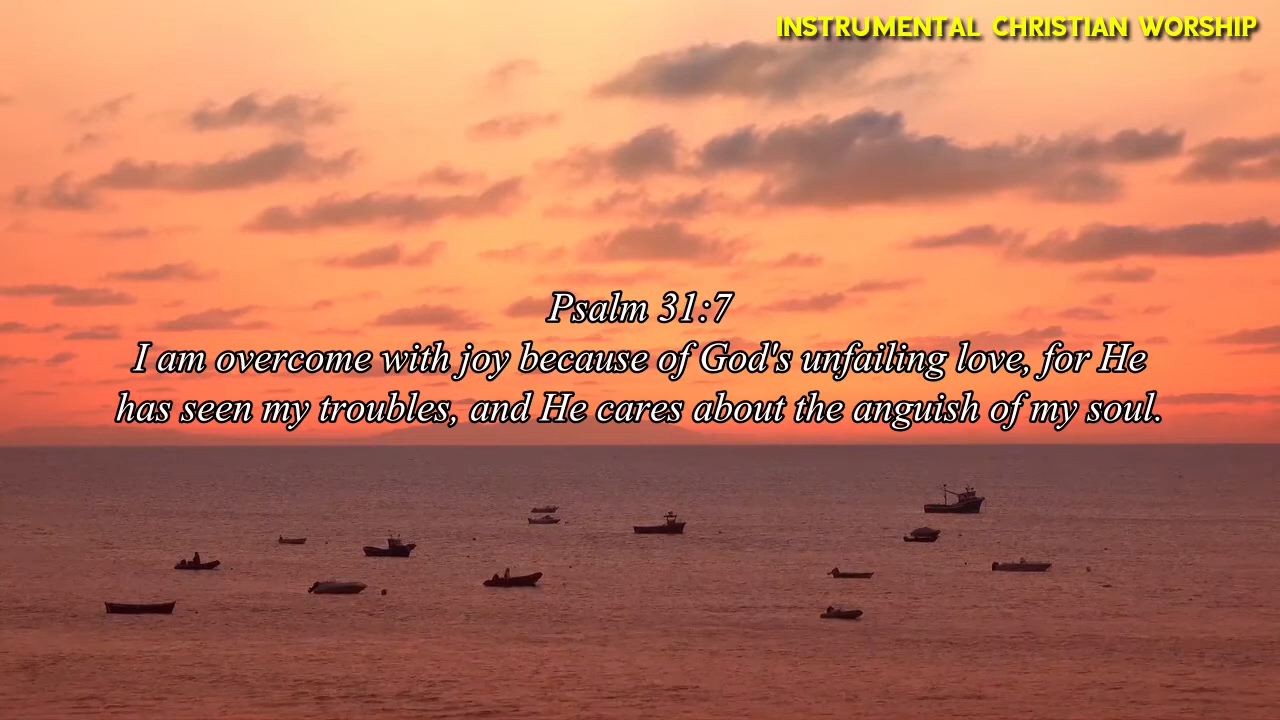 INSTRUMENTAL CHRISTIAN WORSHIP
Psalm 31:7
I am overcome with joy because of God's unfailing love, for He
has seen my troubles, and He cares about the anguish of my soul.